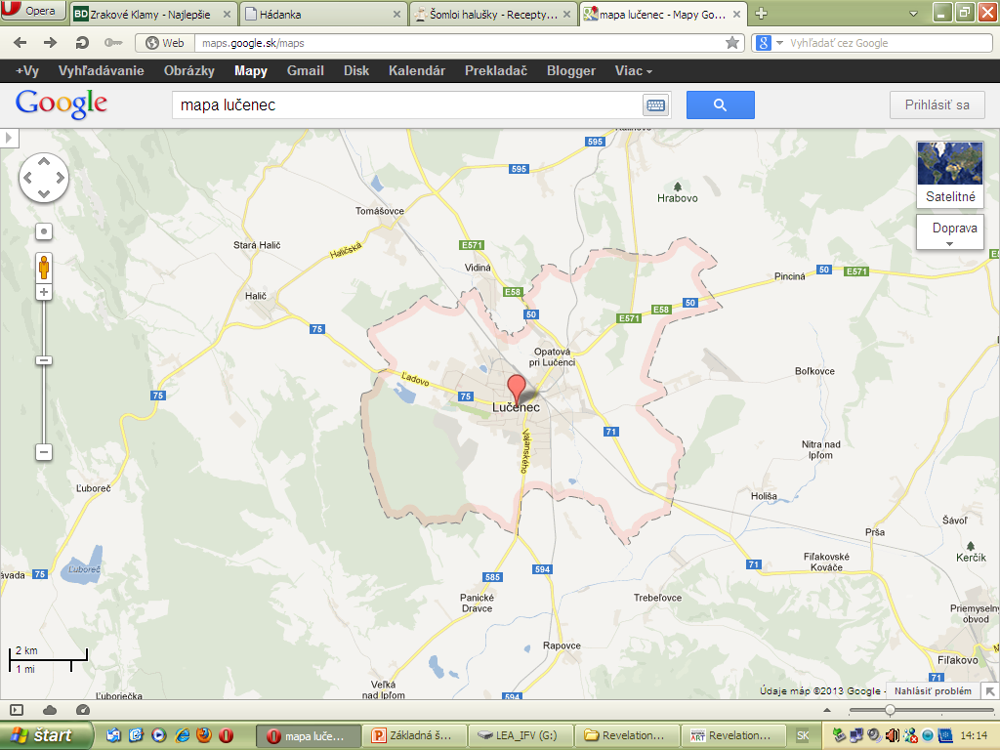 Opera
Zrakové Klamy - Najlepšie
Hádanka
Šomloi halušky - Recepty...
mapa lučenec - Mapy Go...
Web
maps.google.sk/maps
Vyhľadať cez Google
+Vy Vyhľadávanie Obrázky Mapy Gmail Disk Kalendár Prekladač Blogger Viac
Google
mapa lučenec
Prihlásiť sa
Satelitné
Doprava
595
595
Hrabovo
Tomášovce
Stará Halič
Haličská
E571
Vidiná
Pinciná
50
E571
Halič
E58
50
E58
50
E571
75
Opatová
pri Lučenci
Boľkovce
Ľadovo
75
75
Lučenec
71
Vajanského
Nitra nad
Ipľom
Ľuboreč
Holiša
Šávoľ
Prša
Kerčík
Fiľakovské
Kováče
71
Ľuboreč
75
594
585
Panické
Dravce
Trebeľovce
Priemyselný
obvod
2 km
1 mi
Rapovce
Fiľakovo
71
Veľká
nad Ipľom
594
Ľuboriečka
Údaje máp ©2013 Google - Nahlásiť problém
štart
mapa luče...
Základná š...
LEA_IFV (G:)
Revelation...
Revelation...
SK
14:14